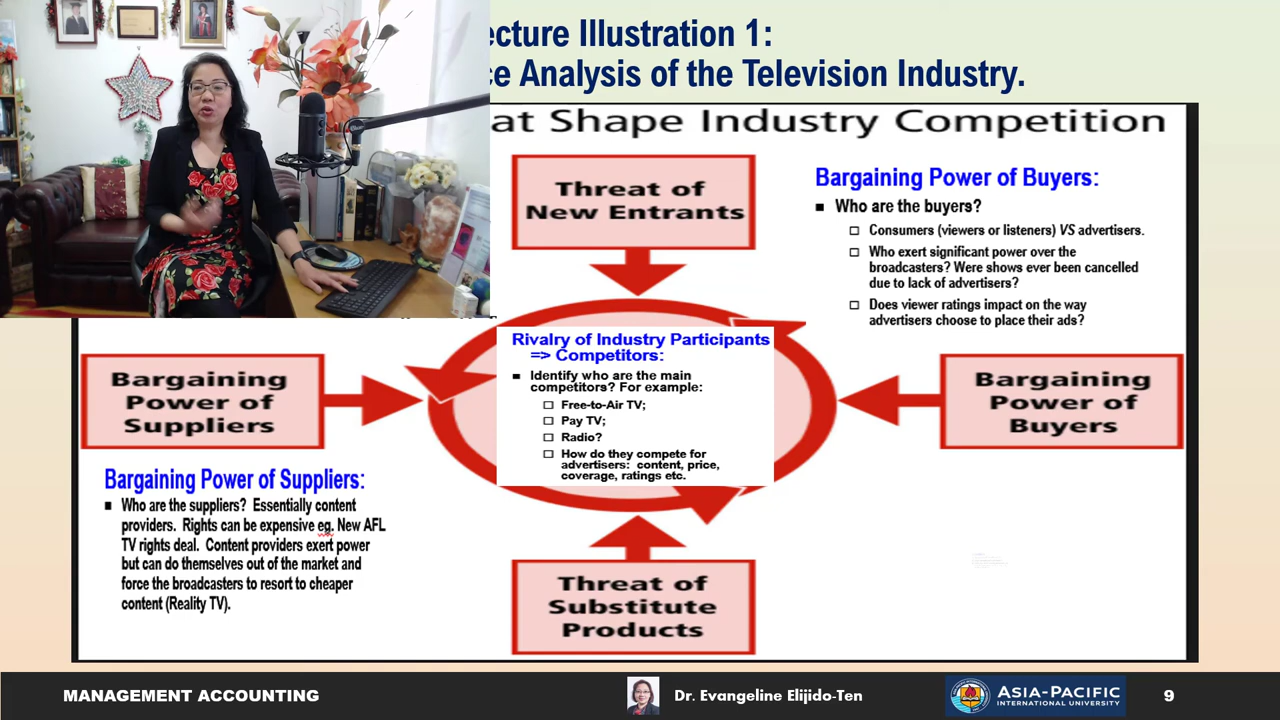 ecture Illustration 1:
ce Analysis of the Television Industry.
at Shape Industry Competition
Threat of
New Entrants
Bargaining Power of Buyers:
Who are the buyers?
Consumers (viewers or listeners) VS advertisers.
Who exert significant power over the
broadcasters? Were shows ever been cancelled
due to lack of advertisers?
Does viewer ratings impact on the way
advertisers choose to place their ads?
Rivalry of Industry Participants
=> Competitors:
Identify who are the main
competitors? For example:
Free-to-Air TV;
Pay TV;
Radio?
How do they compete for
advertisers: content, price,
coverage, ratings etc.
Bargaining
Power of
Suppliers
Bargaining
Power of
Buyers
Bargaining Power of Suppliers:
Who are the suppliers? Essentially content
providers. Rights can be expensive eg. New AFL
TV rights deal. Content providers exert power
but can do themselves out of the market and
force the broadcasters to resort to cheaper
content (Reality TV).
Threat of
Substitute
Products
MANAGEMENT ACCOUNTING
Dr. Evangeline Elijido-Ten
ASIA-PACIFIC
INTERNATIONAL UNIVERSITY
9